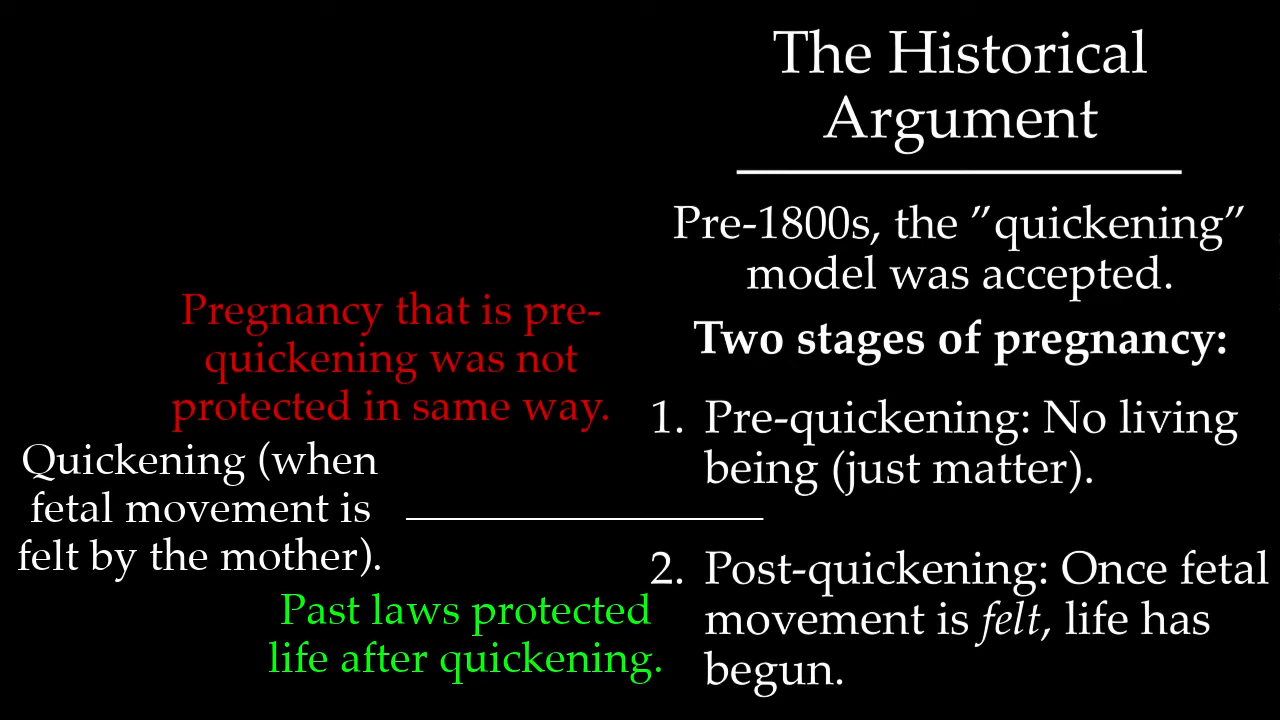 The Historical
Argument
Pre-1800s, the ”quickening”
model was accepted.
Two stages of pregnancy:
1. Pre-quickening: No living
being (just matter).
2. Post-quickening: Once fetal
movement is felt, life has
begun.
Pregnancy that is pre-
quickening was not
protected in same way.
Quickening (when
fetal movement is
felt by the mother).
Past laws protected
life after quickening.